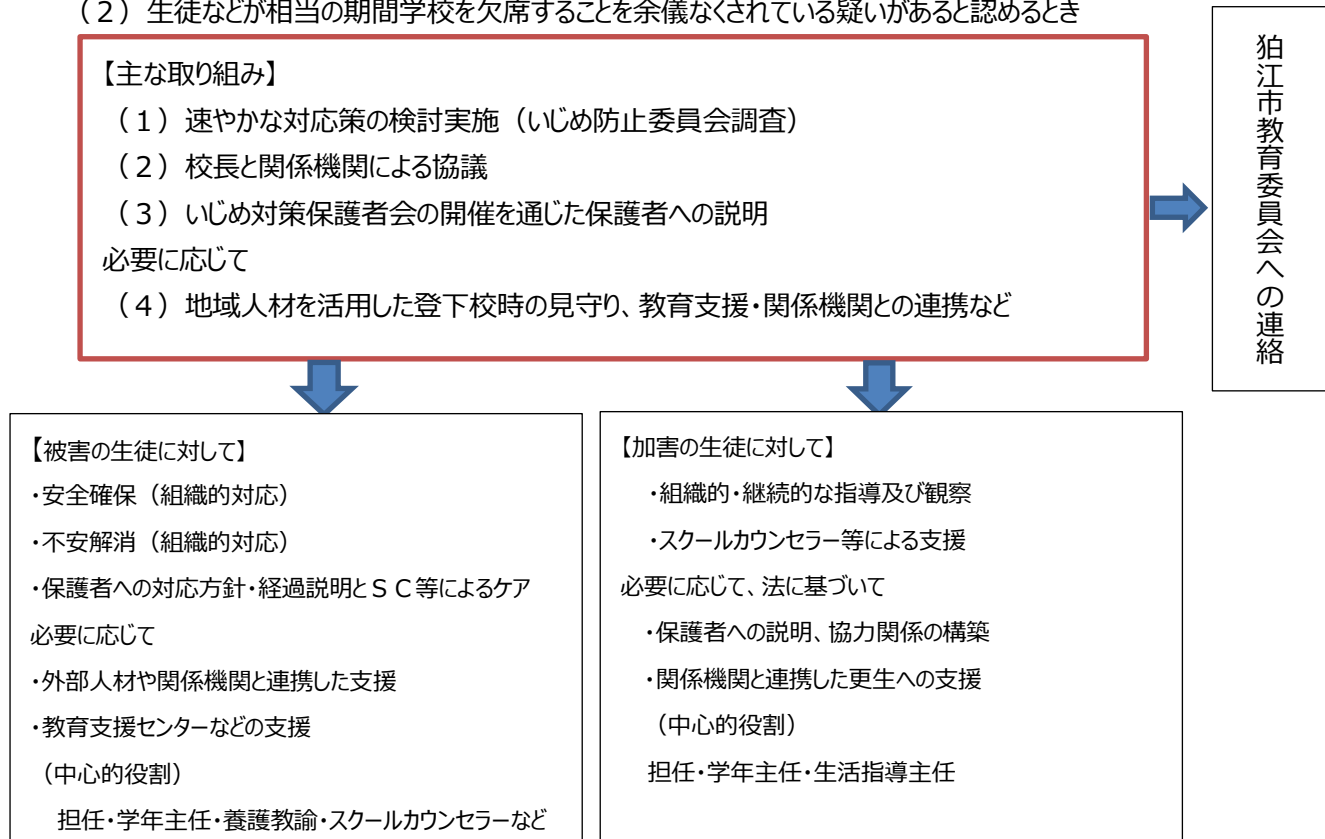 （２）生徒などが相当の期間学校を欠席することを余儀なくされている疑いがあると認めるとき
【主な取り組み】
（１）速やかな対応策の検討実施（いじめ防止委員会調査）
（２）校長と関係機関による協議
（３）いじめ対策保護者会の開催を通じた保護者への説明
必要に応じて
（４）地域人材を活用した登下校時の見守り、教育支援・関係機関との連携など
狛江市教育委員会への連絡
【被害の生徒に対して】
・安全確保（組織的対応）
・不安解消（組織的対応）
・保護者への対応方針・経過説明とＳＣ等によるケア
必要に応じて
・外部人材や関係機関と連携した支援
・教育支援センターなどの支援
（中心的役割）
担任・学年主任・養護教諭・スクールカウンセラーなど
【加害の生徒に対して】
・組織的・継続的な指導及び観察
・スクールカウンセラー等による支援
必要に応じて、法に基づいて
・保護者への説明、協力関係の構築
・関係機関と連携した更生への支援
（中心的役割）
担任・学年主任・生活指導主任